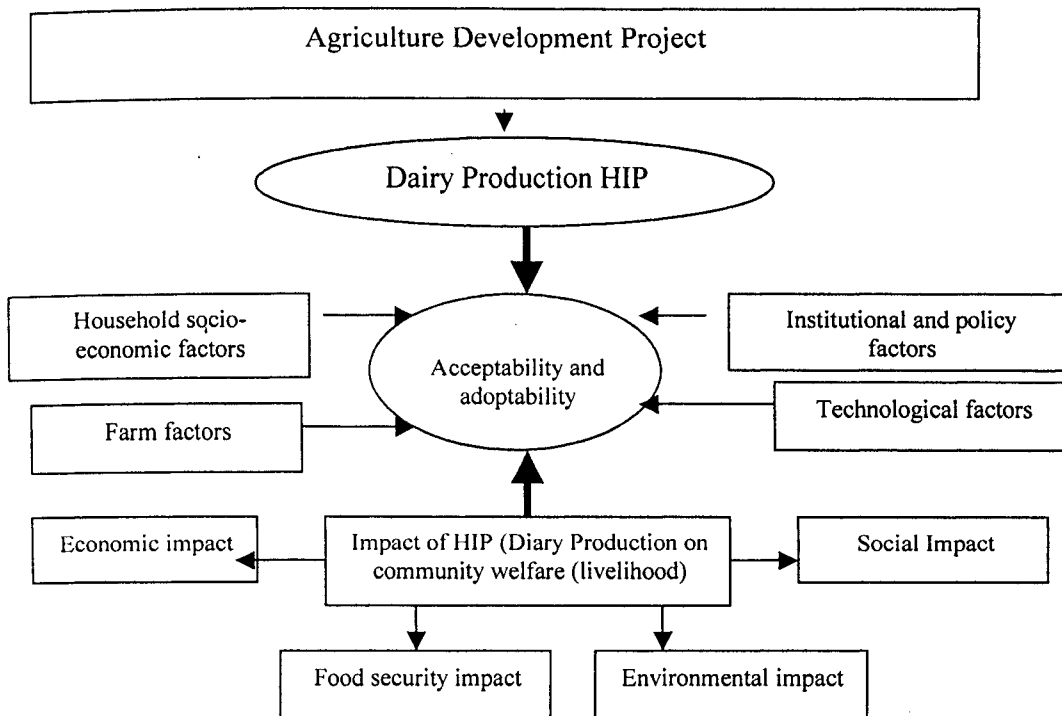 Agriculture Development Project
Dairy Production HIP
Household socio-
economic factors
Institutional and policy
factors
Acceptability and
adoptability
Farm factors
Technological factors
Economic impact
Impact of HIP (Diary Production on
community welfare (livelihood)
Social Impact
Food security impact
Environmental impact